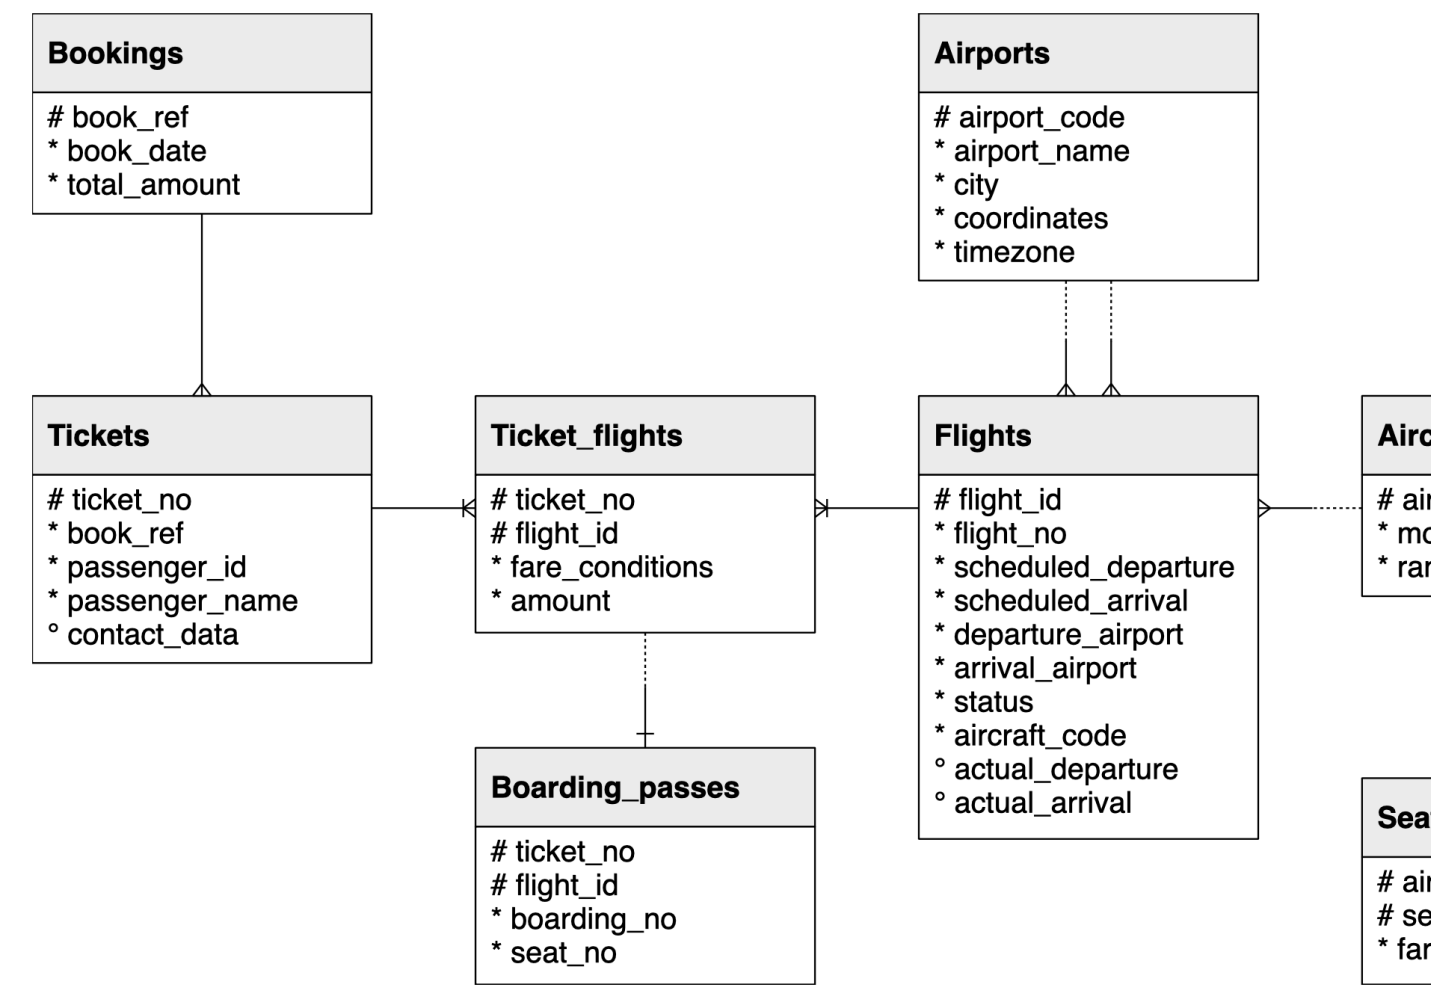 Bookings
# book_ref
* book_date
* total_amount
Airports
# airport_code
* airport_name
* city
* coordinates
* timezone
Tickets
# ticket_no
* book_ref
* passenger_id
* passenger_name
° contact_data
Ticket_flights
# ticket_no
# flight_id
* fare_conditions
* amount
Flights
# flight_id
* flight_no
* scheduled_departure
* scheduled_arrival
* departure_airport
* arrival_airport
* status
* aircraft_code
° actual_departure
° actual_arrival
Boarding_passes
# ticket_no
# flight_id
* boarding_no
* seat_no